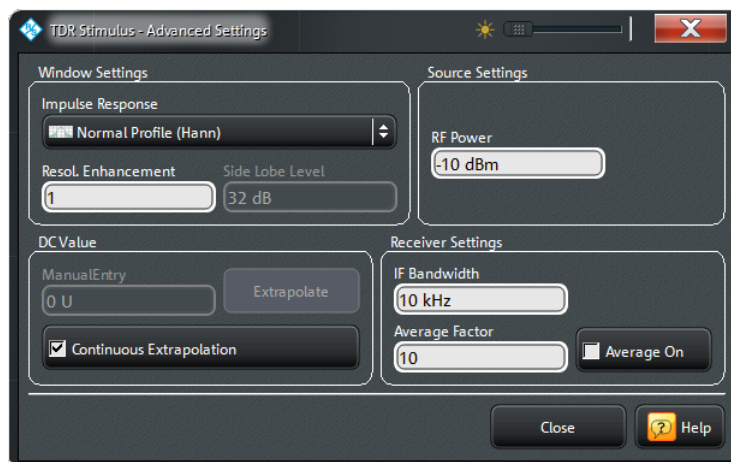 TDR Stimulus - Advanced Settings
Window Settings
Impulse Response
Normal Profile (Hann)
Resol. Enhancement
Side Lobe Level
1
32 dB
Source Settings
RF Power
-10 dBm
DC Value
ManualEntry
0 U
Extrapolate
Continuous Extrapolation
Receiver Settings
IF Bandwidth
10 kHz
Average Factor
10
Average On
Close
Help